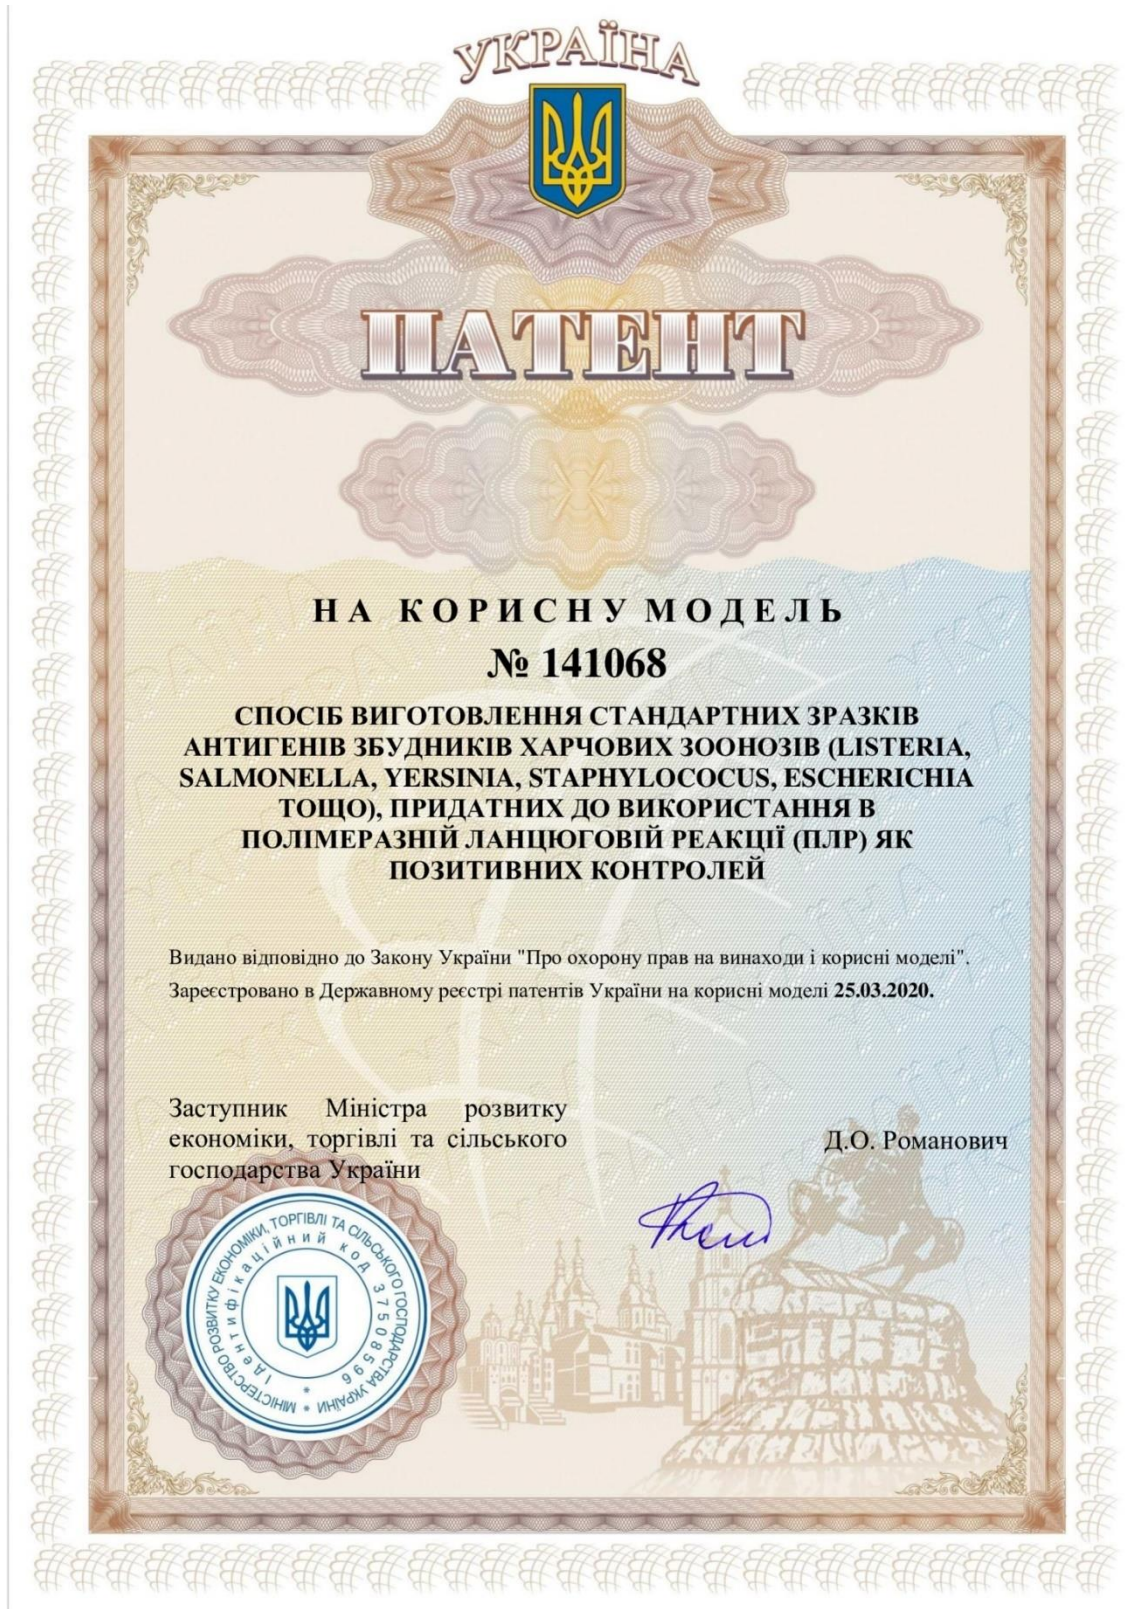 УКРАЇНА
ПАТЕНТ
НА КОРИСНУ МОДЕЛЬ
№ 141068
СПОСІБ ВИГОТОВЛЕННЯ СТАНДАРТНИХ ЗРАЗКІВ
АНТИГЕНІВ ЗБУДНИКІВ ХАРЧОВИХ ЗООНОЗІВ (LISTERIA,
SALMONELLA, YERSINIA, STAPHYLOCOCUS, ESCHERICHIA
ТОЩО), ПРИДАТНИХ ДО ВИКОРИСТАННЯ В
ПОЛІМЕРАЗНІЙ ЛАНЦЮГОВІЙ РЕАКЦІЇ (ПЛР) ЯК
ПОЗИТИВНИХ КОНТРОЛЕЙ
Видано відповідно до Закону України "Про охорону прав на винаходи і корисні моделі".
Зареєстровано в Державному реєстрі патентів України на корисні моделі 25.03.2020.
Заступник Міністра розвитку
економіки, торгівлі та сільського
господарства України
Д.О. Романович
МІНІСТЕРСТВО РОЗВИТКУ ЕКОНОМІКИ, ТОРГІВЛІ ТА СІЛЬСЬКОГО ГОСПОДАРСТВА УКРАЇНИ *
Ідентифікаційний код 37508596 *